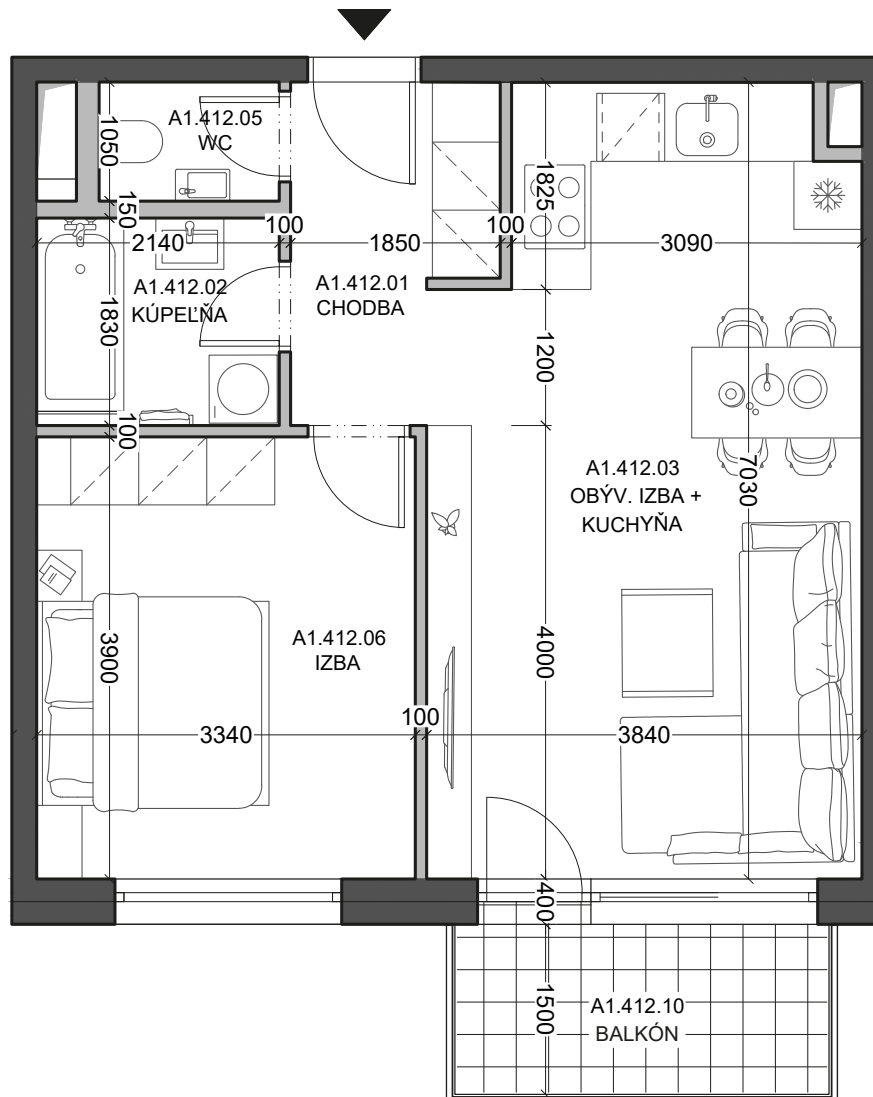 A1.412.05
WC
1050
150
100
100
2140
1850
1825
3090
A1.412.02
KÚPEĽŇA
A1.412.01
CHODBA
1830
1200
100
A1.412.03
OBÝV. IZBA +
KUCHYŇA
7030
A1.412.06
IZBA
3900
4000
3340
100
3840
400
1500
A1.412.10
BALKÓN